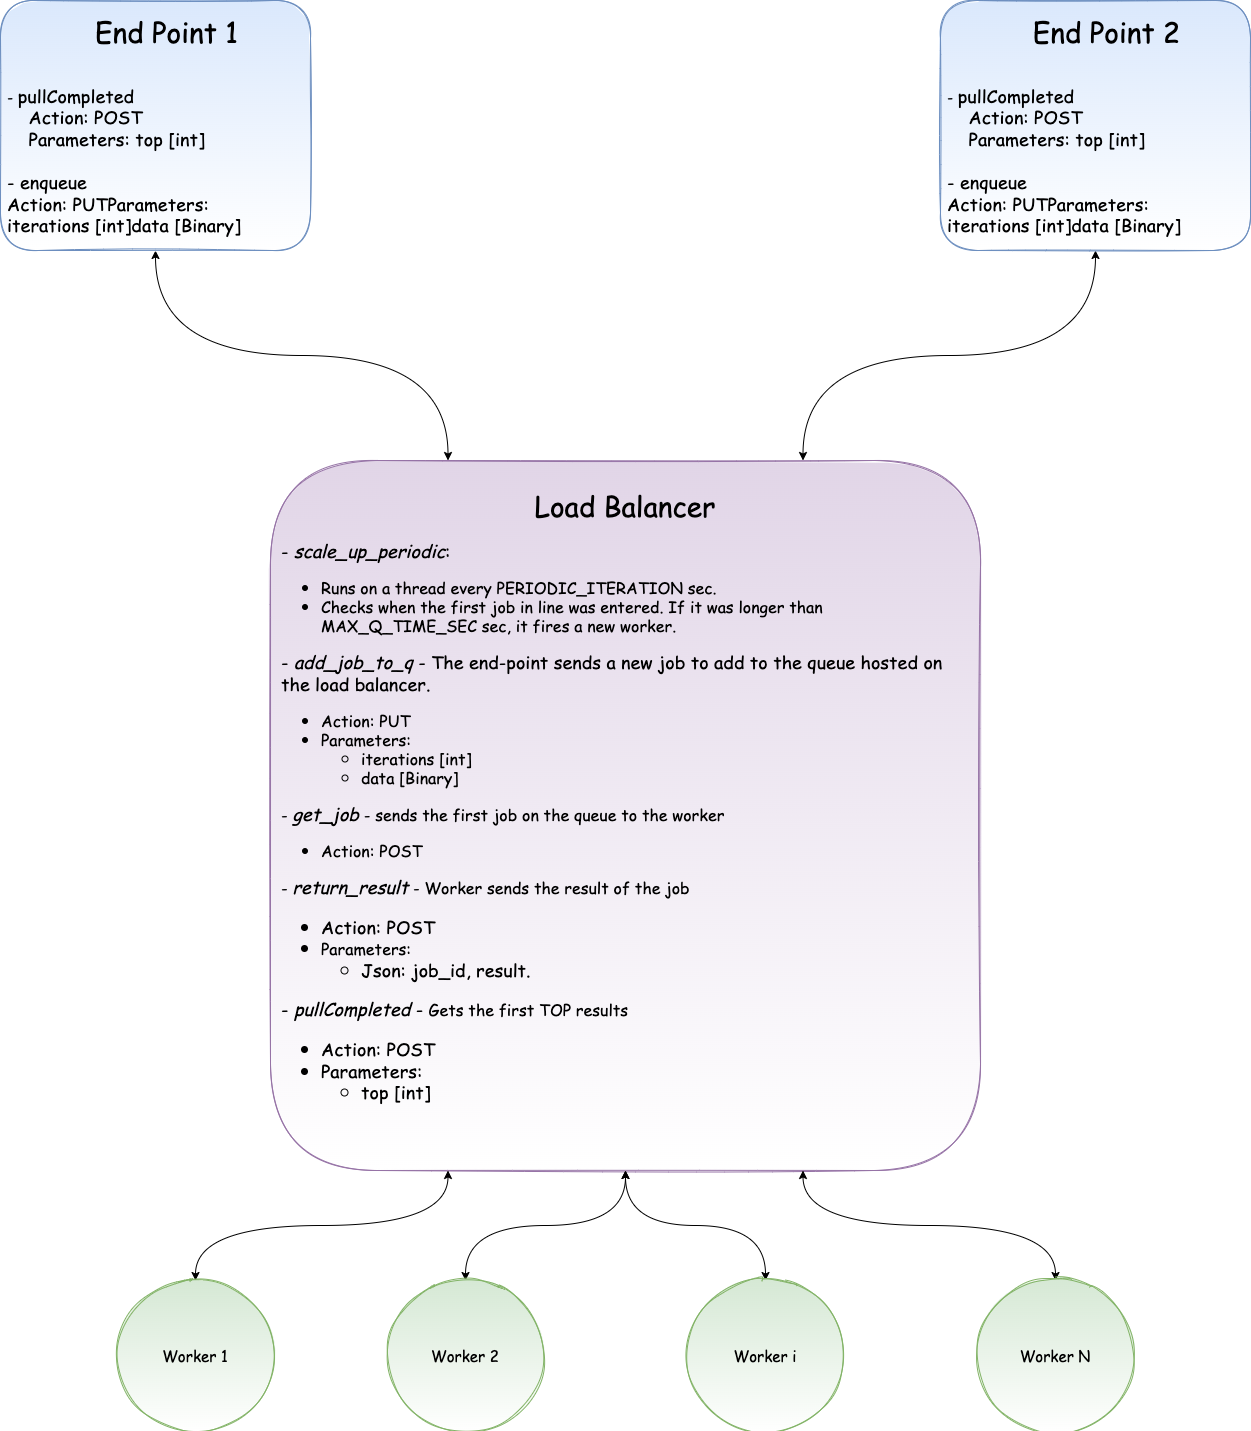 End Point 1
- pullCompleted
Action: POST
Parameters: top [int]
- enqueue
Action: PUTParameters:
iterations [int]data [Binary]
End Point 2
- pullCompleted
Action: POST
Parameters: top [int]
- enqueue
Action: PUTParameters:
iterations [int]data [Binary]
Load Balancer
- scale_up_periodic:
• Runs on a thread every PERIODIC_ITERATION sec.
• Checks when the first job in line was entered. If it was longer than
MAX_Q_TIME_SEC sec, it fires a new worker.
- add_job_to_q - The end-point sends a new job to add to the queue hosted on
the load balancer.
• Action: PUT
• Parameters:
◦ iterations [int]
◦ data [Binary]
- get_job - sends the first job on the queue to the worker
• Action: POST
- return_result - Worker sends the result of the job
• Action: POST
• Parameters:
◦ Json: job_id, result.
- pullCompleted - Gets the first TOP results
• Action: POST
• Parameters:
◦ top [int]
Worker 1
Worker 2
Worker i
Worker N